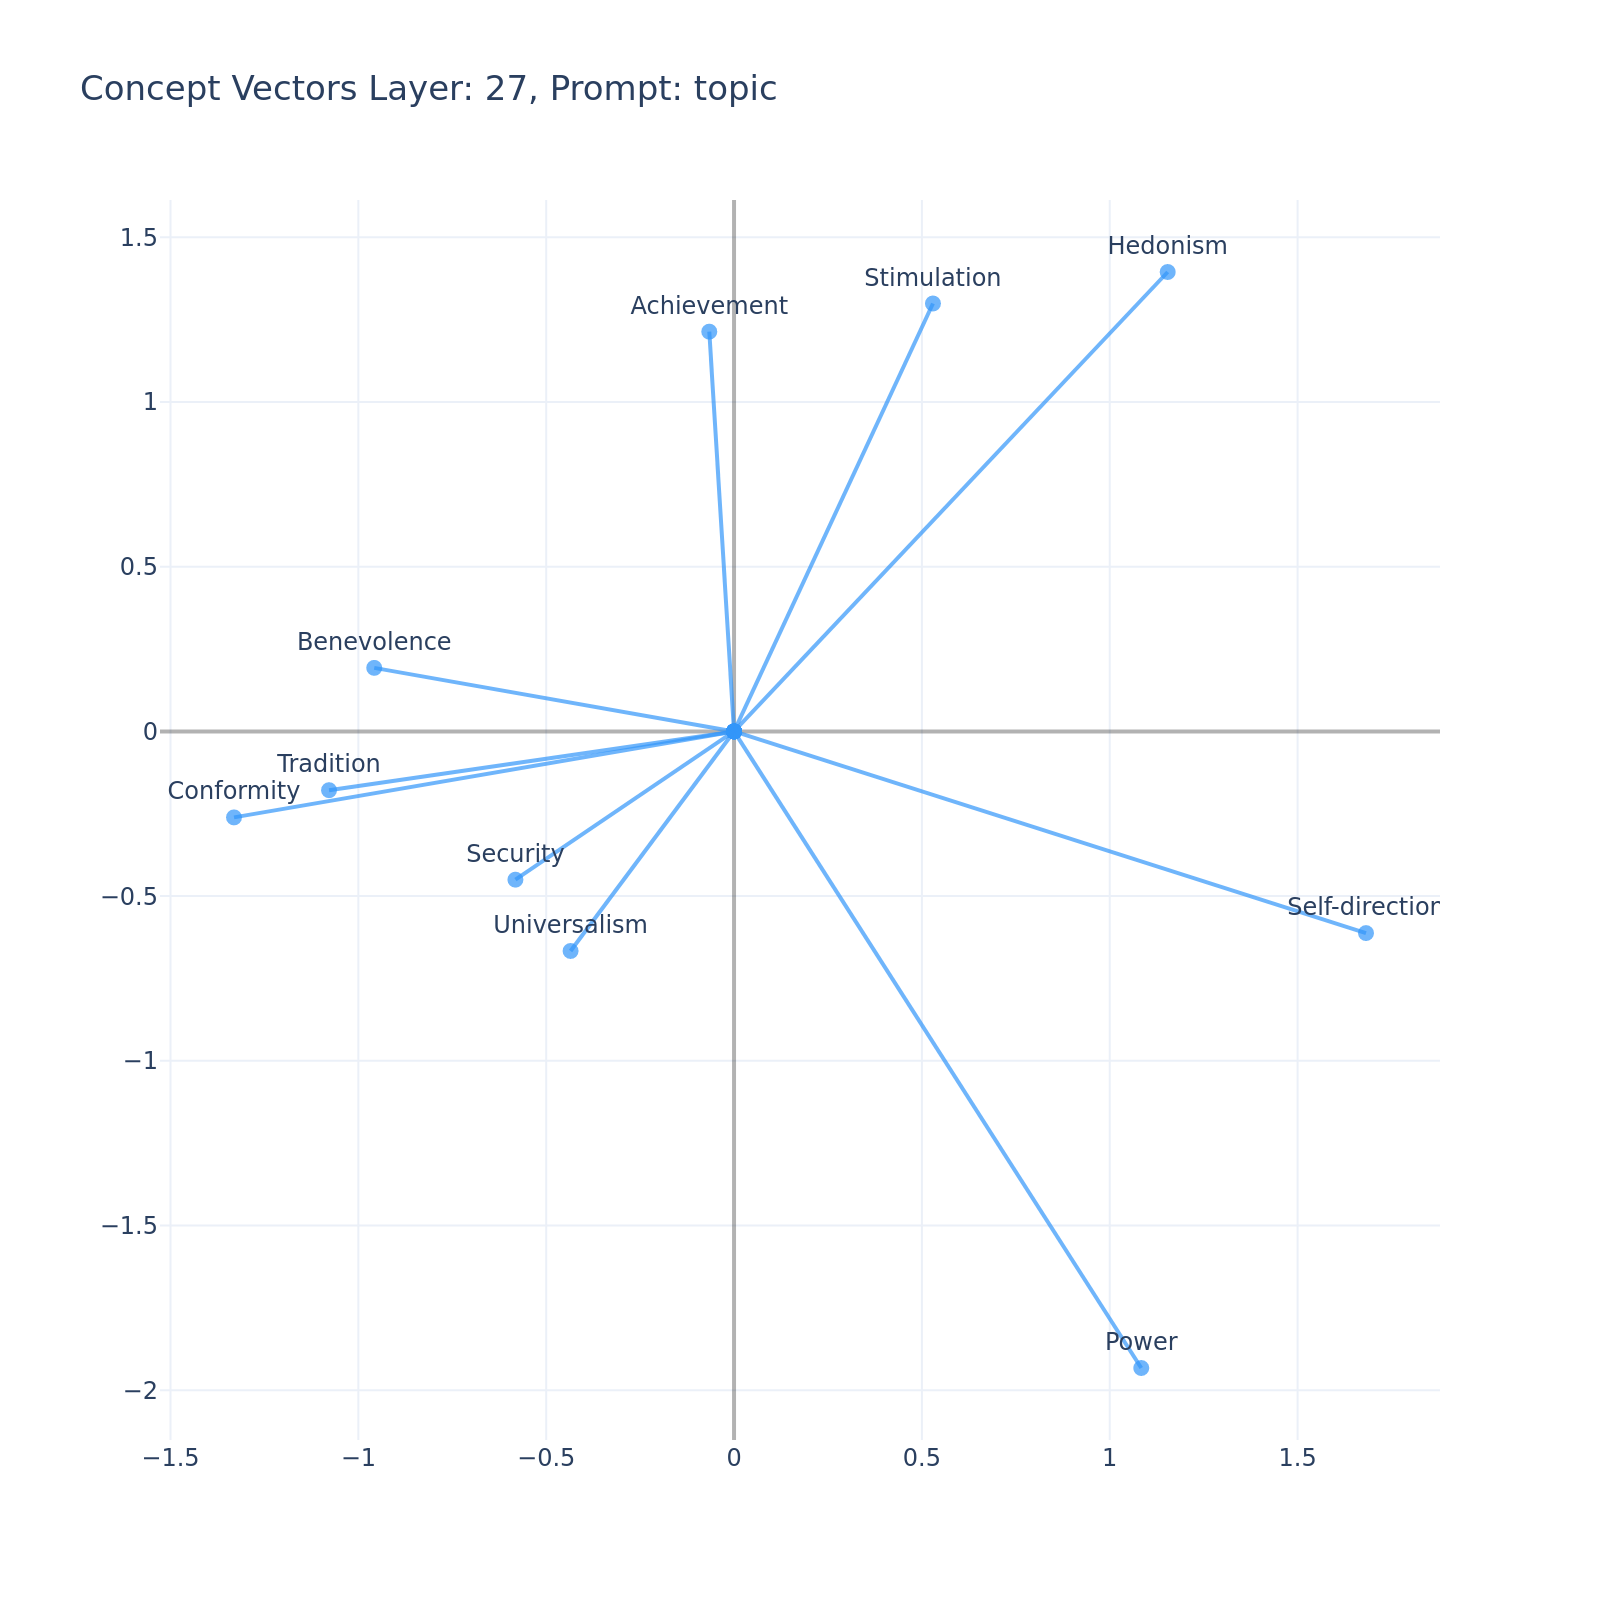 Concept Vectors Layer: 27, Prompt: topic
1.5
Hedonism
Stimulation
Achievement
1
0.5
Benevolence
0
Tradition
Conformity
Security
−0.5
Self-direction
Universalism
−1
−1.5
Power
−2
−1.5
−1
−0.5
0
0.5
1
1.5